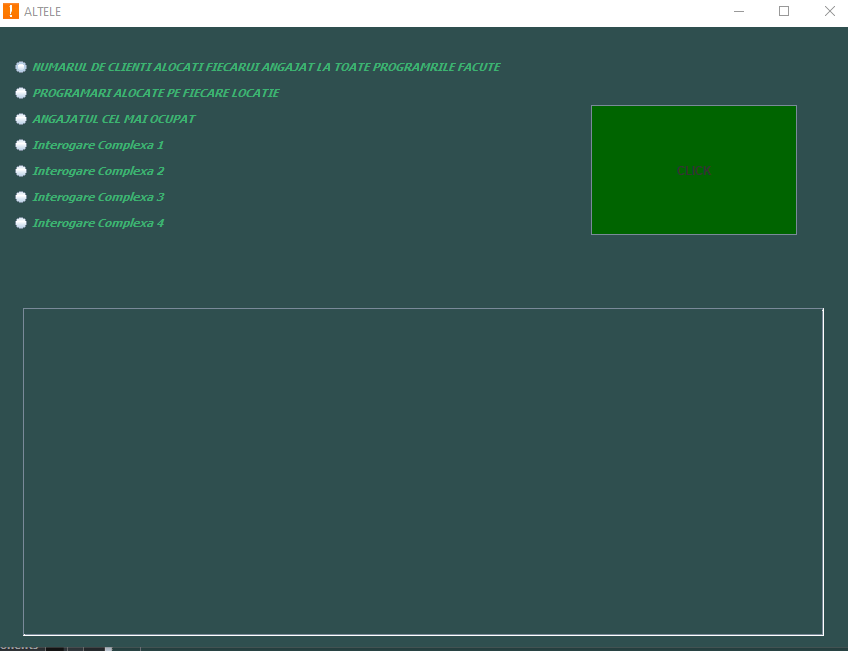 ALTELE
NUMARUL DE CLIENTI ALOCATI FIECARUI ANGAJAT LA TOATE PROGRAMRILE FACUTE
PROGRAMARI ALOCATE PE FIECARE LOCATIE
ANGAJATUL CEL MAI OCUPAT
Interogare Complexa 1
CLICK
Interogare Complexa 2
Interogare Complexa 3
Interogare Complexa 4